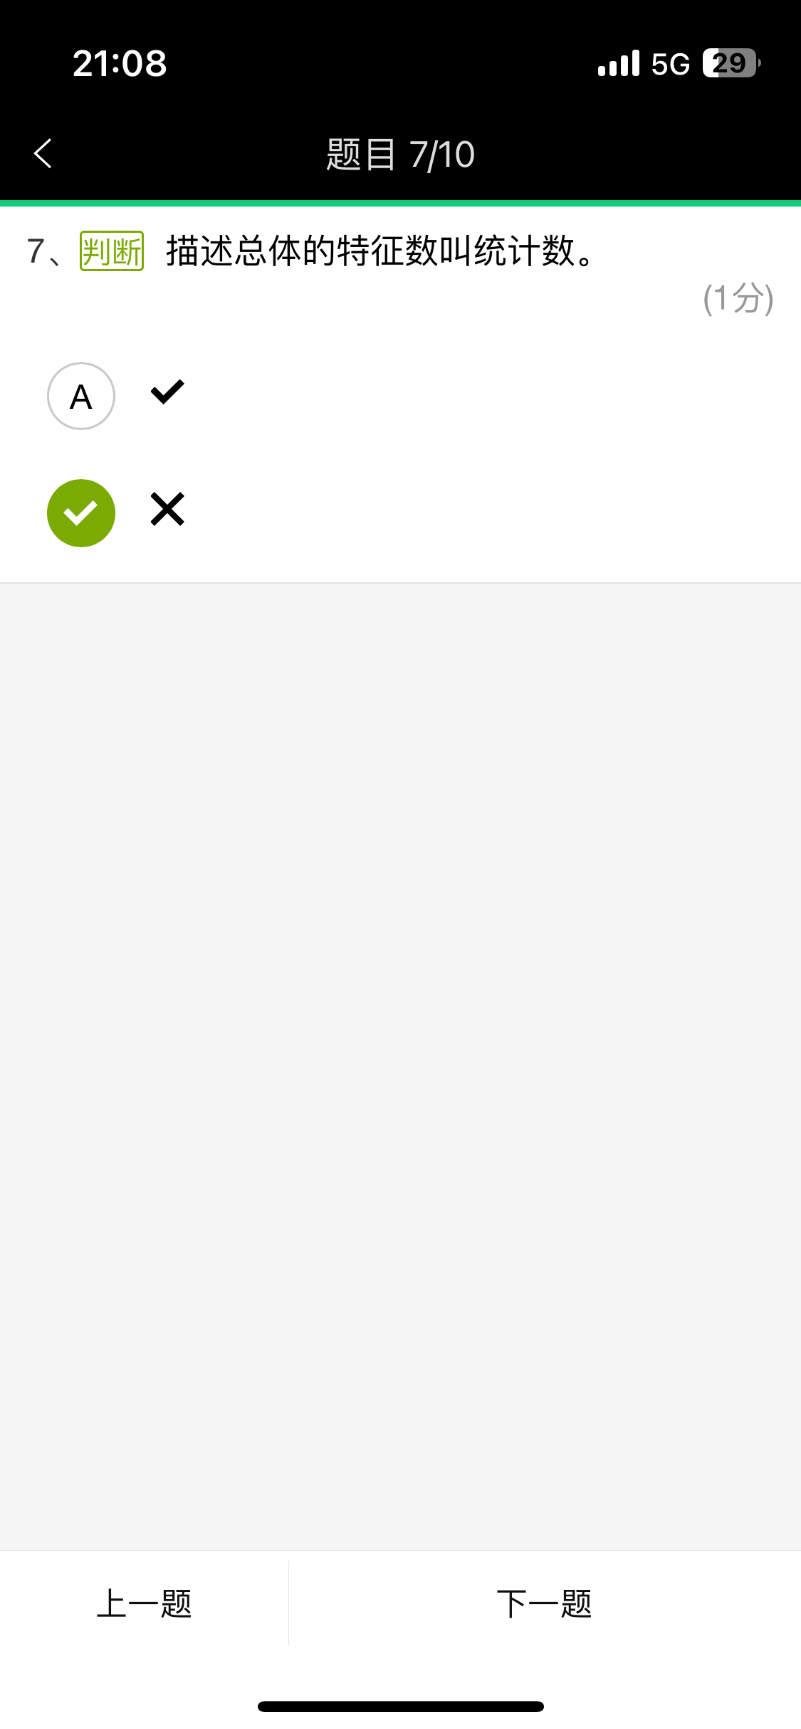 21:08 5G 29
题目 7/10
7、判断 描述总体的特征数叫统计数。
(1分)
A
上一题 下一题